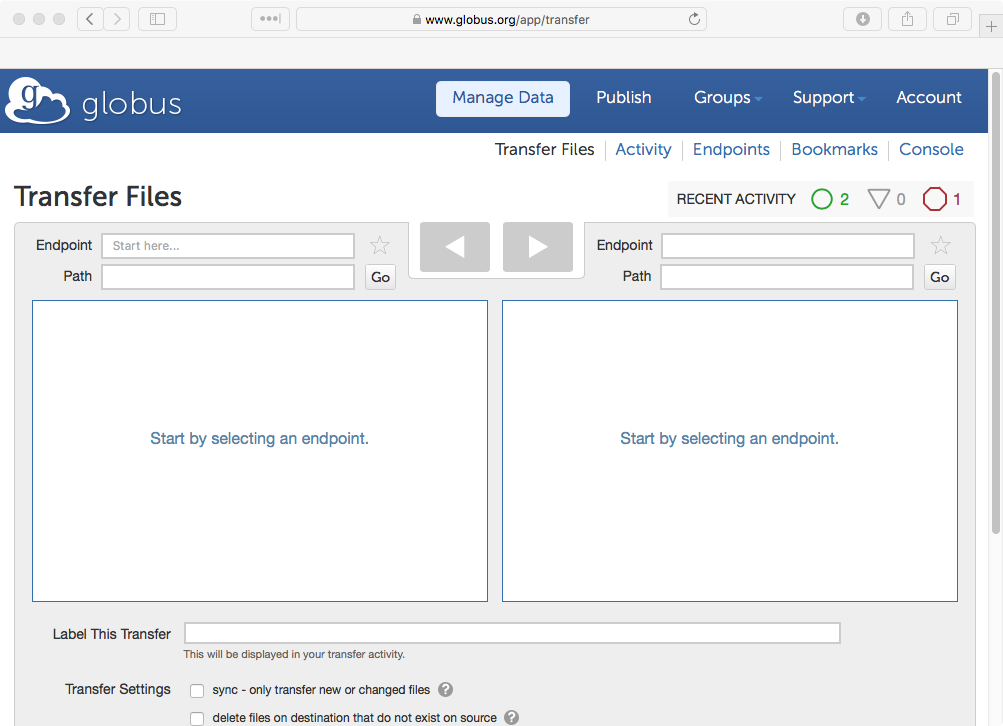 www.globus.org/app/transfer
g globus
Manage Data Publish Groups Support Account
Transfer Files Activity Endpoints Bookmarks Console
Transfer Files
RECENT ACTIVITY 2 0 1
Endpoint Start here...
Path Go
Endpoint
Path Go
Start by selecting an endpoint.
Start by selecting an endpoint.
Label This Transfer
This will be displayed in your transfer activity.
Transfer Settings
sync - only transfer new or changed files ?
delete files on destination that do not exist on source ?